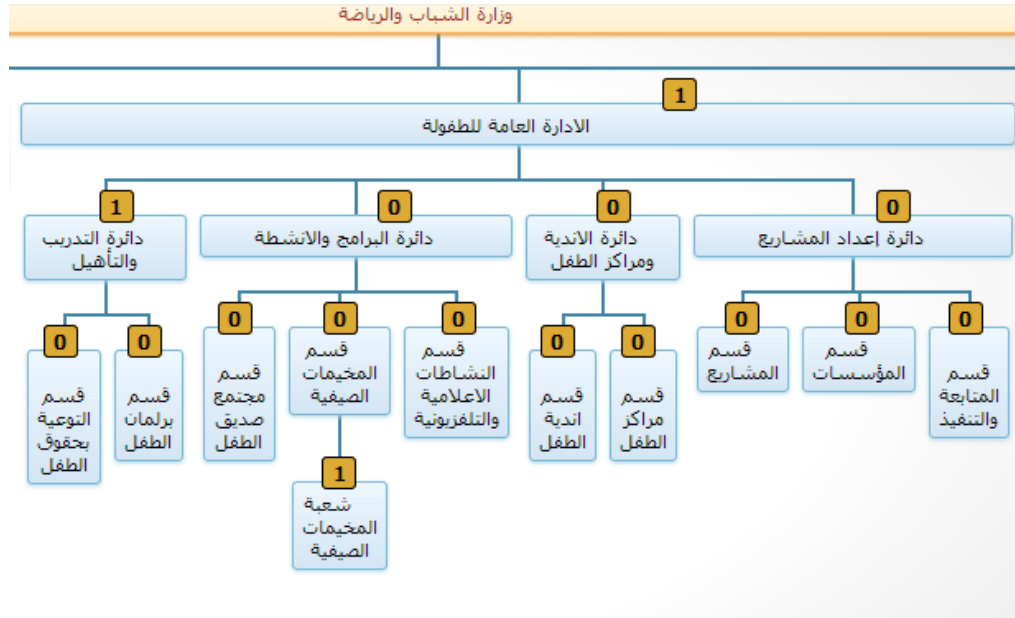 وزارة الشباب والرياضة
1
الادارة العامة للطفولة
0
دائرة إعداد المشاريع
0
دائرة الاندية
ومراكز الطفل
0
دائرة البرامج والانشطة
1
دائرة التدريب
والتأهيل
0
قسم
المتابعة
والتنفيذ
0
قسم
المؤسسات
0
قسم
المشاريع
0
قسم
مراكز
الطفل
0
قسم
اندية
الطفل
0
قسم
النشاطات
الاعلامية
والتلفزيونية
0
قسم
المخيمات
الصيفية
0
قسم
مجتمع
صديق
الطفل
0
قسم
برلمان
الطفل
0
قسم
التوعية
بحقوق
الطفل
1
شعبة
المخيمات
الصيفية